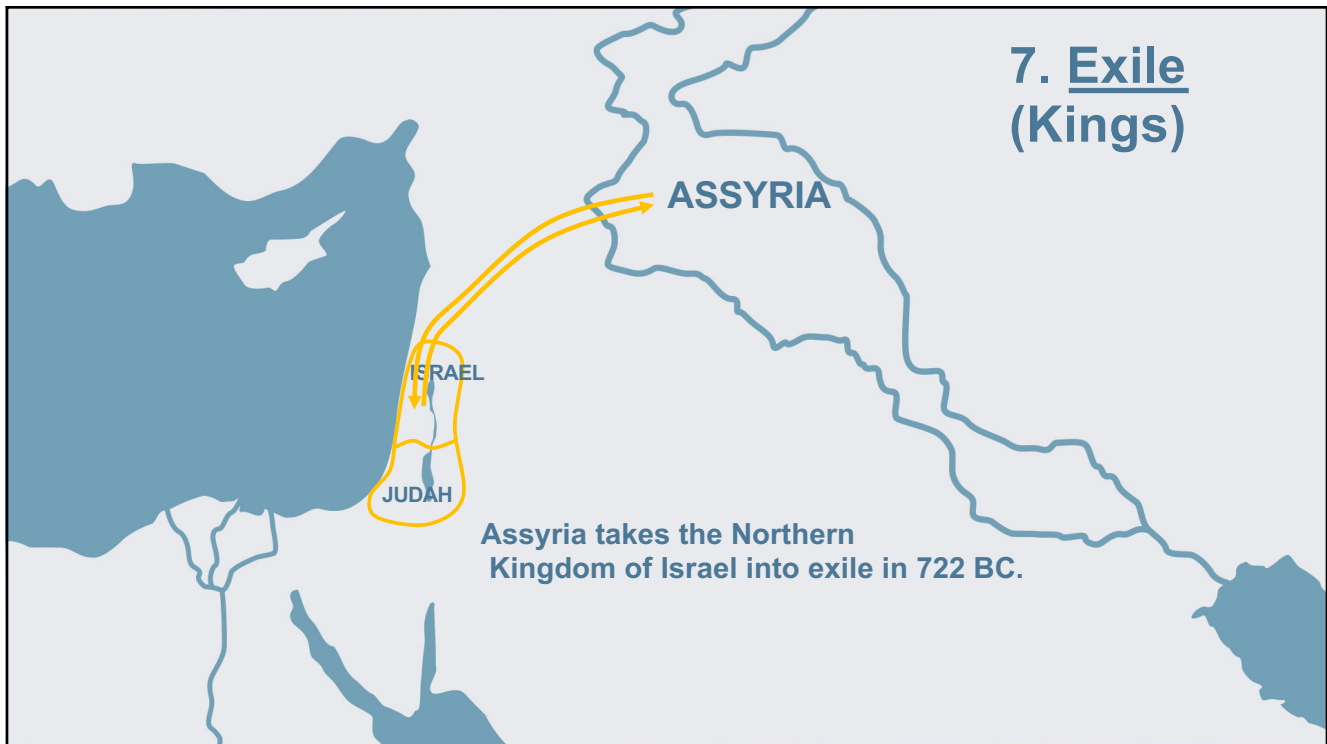 7. Exile
(Kings)
ASSYRIA
ISRAEL
JUDAH
Assyria takes the Northern
Kingdom of Israel into exile in 722 BC.